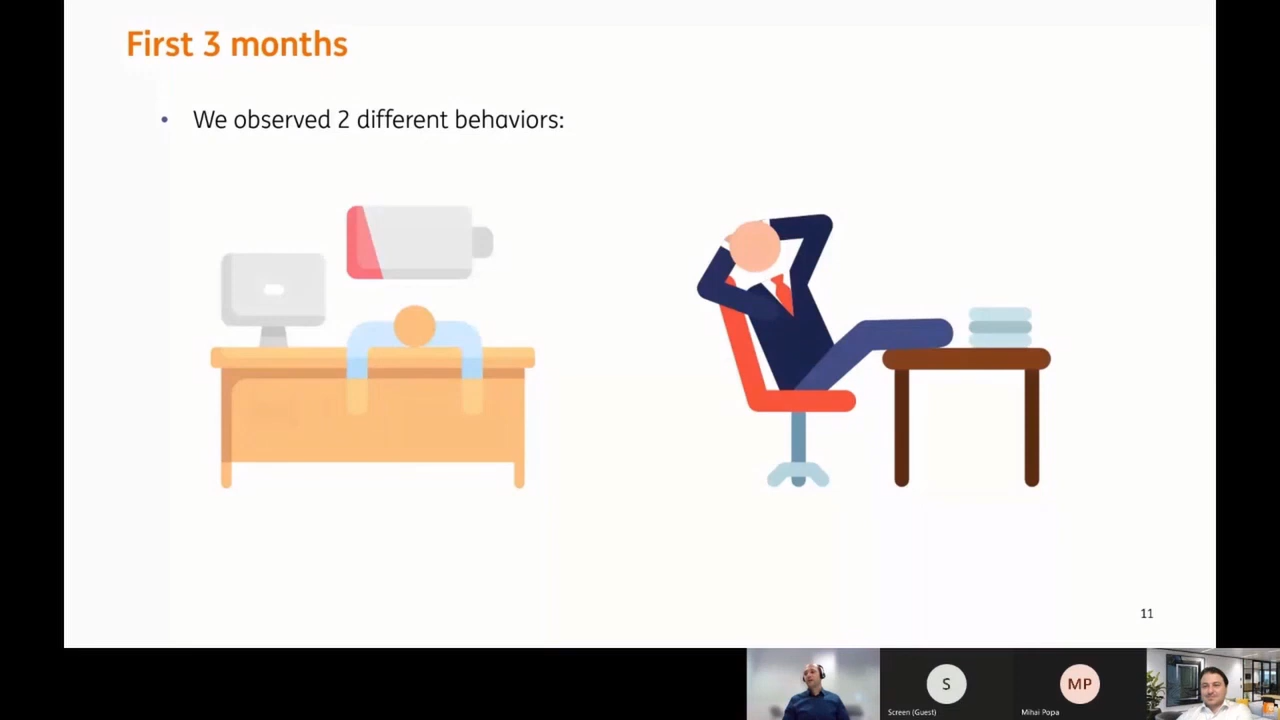 First 3 months
• We observed 2 different behaviors:
11
S
MP
Screen (Guest)
Mihai Popa